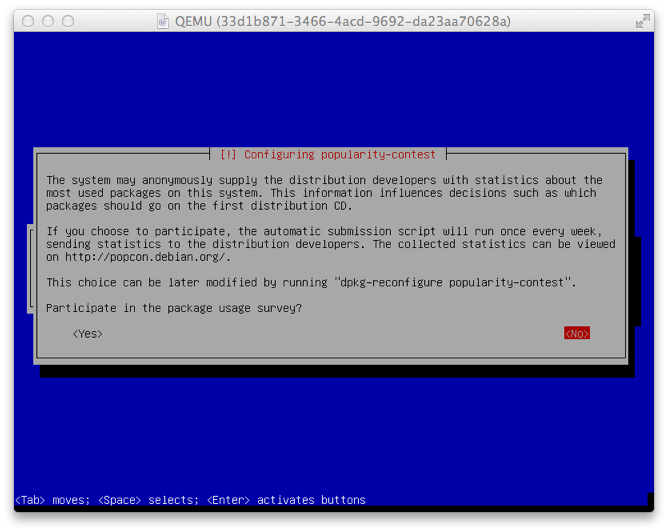 QEMU (33d1b871-3466-4acd-9692-da23aa70628a)
[!] Configuring popularity-contest
The system may anonymously supply the distribution developers with statistics about the
most used packages on this system. This information influences decisions such as which
packages should go on the first distribution CD.
If you choose to participate, the automatic submission script will run once every week,
sending statistics to the distribution developers. The collected statistics can be viewed
on http://popcon.debian.org/.
This choice can be later modified by running "dpkg-reconfigure popularity-contest".
Participate in the package usage survey?
<Yes> <No>
<Tab> moves; <Space> selects; <Enter> activates buttons